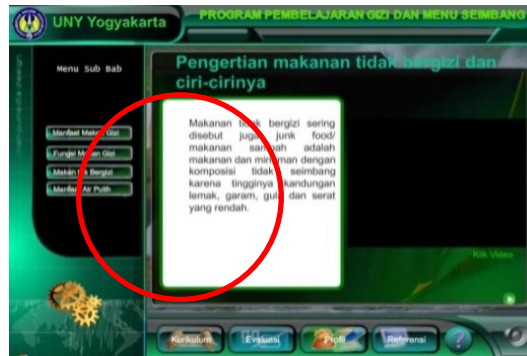 UNY Yogyakarta
PROGRAM PEMBELAJARAN GIZI DAN MENU SEIMBANG
Menu Sub Bab
Pengertian makanan tidak bergizi dan
ciri-cirinya
Manfaat Makan Gizi
Fungsi Makan Gizi
Makan tak Bergizi
Manfaat Air Putih
Makanan tidak bergizi sering
disebut juga junk food/
makanan sampah adalah
makanan dan minuman dengan
komposisi tidak seimbang
karena tingginya kandungan
lemak, garam, gula dan serat
yang rendah.
Klik Video
Kurikulum
Evaluasi
Profil
Referensi
?